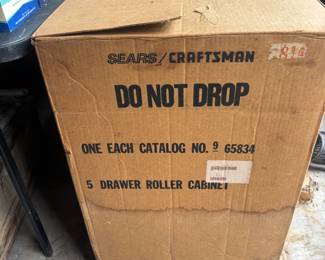 SEARS/CRAFTSMAN
DO NOT DROP
ONE EACH CATALOG NO. 9 65834
5 DRAWER ROLLER CABINET